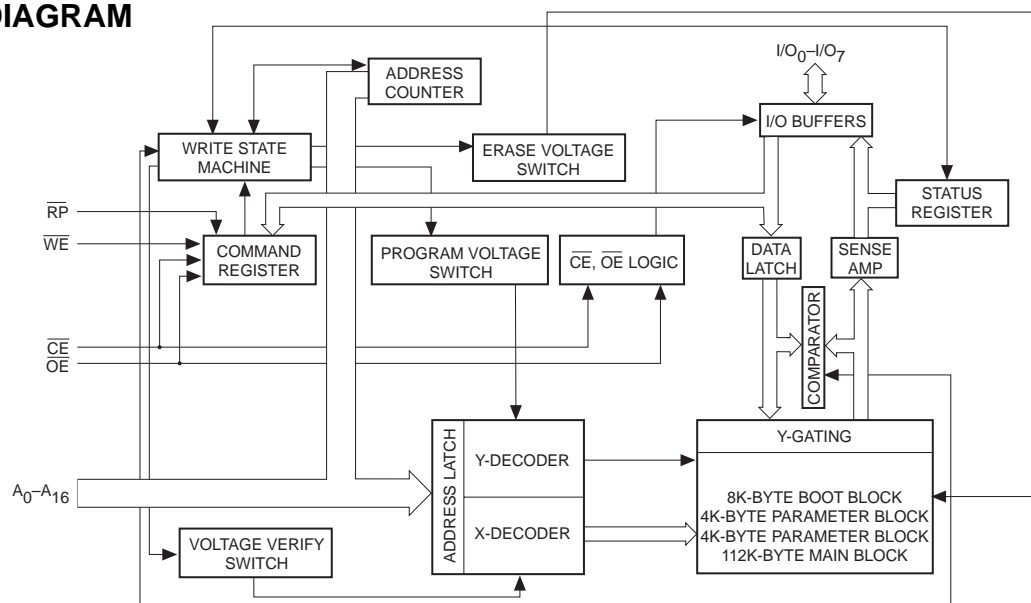 DIAGRAM
I/O0–I/O7
ADDRESS
COUNTER
I/O BUFFERS
WRITE STATE
MACHINE
ERASE VOLTAGE
SWITCH
STATUS
REGISTER
RP
WE
COMMAND
REGISTER
PROGRAM VOLTAGE
SWITCH
CE, OE LOGIC
DATA
LATCH
SENSE
AMP
COMPARATOR
CE
OE
ADDRESS LATCH
Y-DECODER
X-DECODER
Y-GATING
8K-BYTE BOOT BLOCK
4K-BYTE PARAMETER BLOCK
4K-BYTE PARAMETER BLOCK
112K-BYTE MAIN BLOCK
A0–A16
VOLTAGE VERIFY
SWITCH